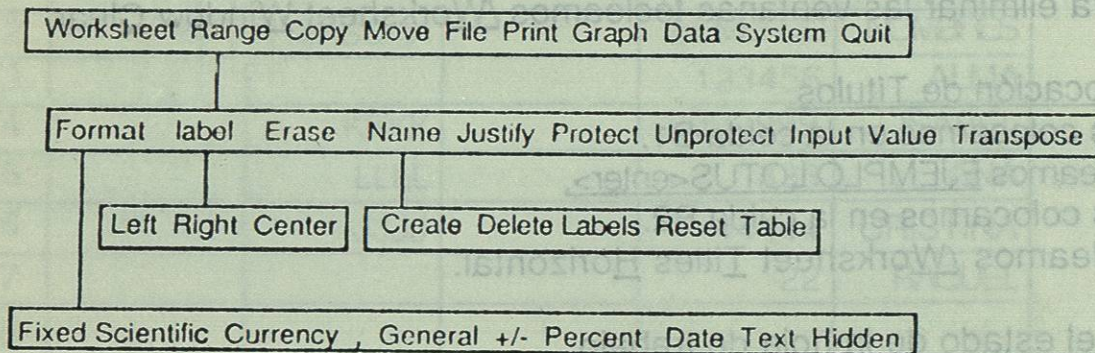 Worksheet Range Copy Move File Print Graph Data System Quit
Format label Erase Name Justify Protect Unprotect Input Value Transpose
Left Right Center
Create Delete Labels Reset Table
Fixed Scientific Currency , General +/- Percent Date Text Hidden